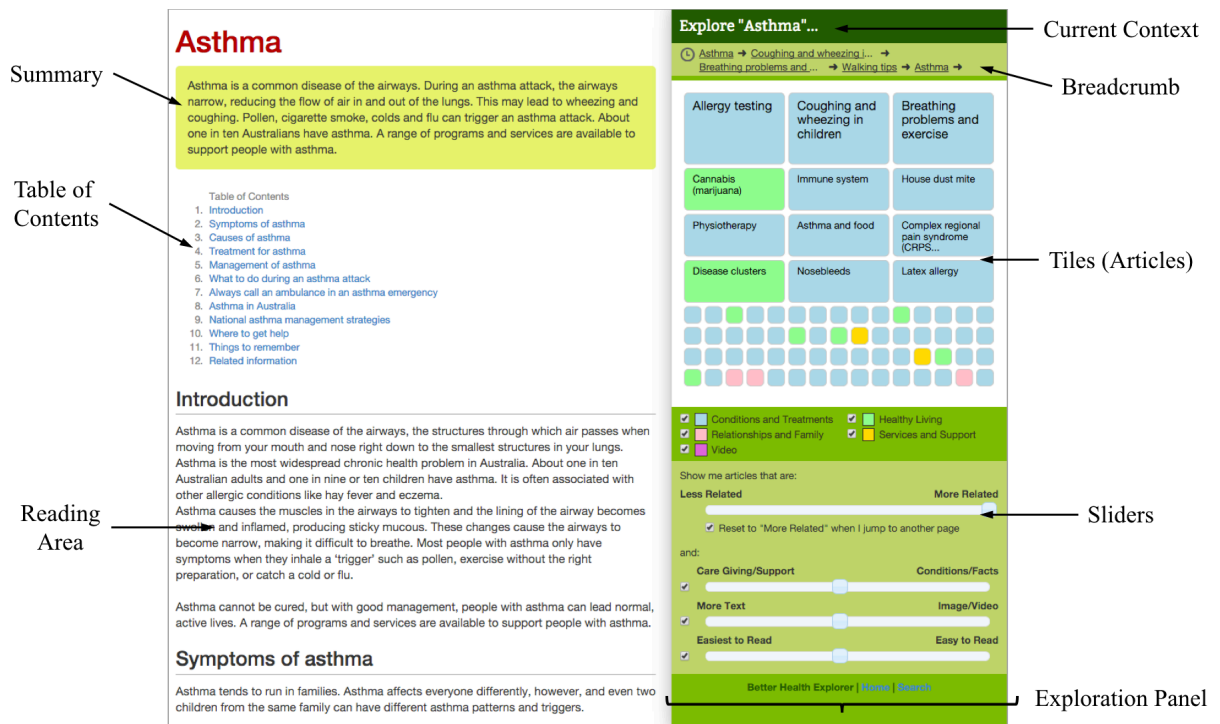 Summary
Table of
Contents
Reading
Area
Asthma
Asthma is a common disease of the airways. During an asthma attack, the airways
narrow, reducing the flow of air in and out of the lungs. This may lead to wheezing and
coughing. Pollen, cigarette smoke, colds and flu can trigger an asthma attack. About
one in ten Australians have asthma. A range of programs and services are available to
support people with asthma.
Table of Contents
1. Introduction
2. Symptoms of asthma
3. Causes of asthma
4. Treatment for asthma
5. Management of asthma
6. What to do during an asthma attack
7. Always call an ambulance in an asthma emergency
8. Asthma in Australia
9. National asthma management strategies
10. Where to get help
11. Things to remember
12. Related information
Introduction
Asthma is a common disease of the airways, the structures through which air passes when
moving from your mouth and nose right down to the smallest structures in your lungs.
Asthma is the most widespread chronic health problem in Australia. About one in ten
Australian adults and one in nine or ten children have asthma. It is often associated with
other allergic conditions like hay fever and eczema.
Asthma causes the muscles in the airways to tighten and the lining of the airway becomes
swollen and inflamed, producing sticky mucous. These changes cause the airways to
become narrow, making it difficult to breathe. Most people with asthma only have
symptoms when they inhale a ‘trigger’ such as pollen, exercise without the right
preparation, or catch a cold or flu.
Asthma cannot be cured, but with good management, people with asthma can lead normal,
active lives. A range of programs and services are available to support people with asthma.
Symptoms of asthma
Asthma tends to run in families. Asthma affects everyone differently, however, and even two
children from the same family can have different asthma patterns and triggers.
Explore "Asthma"...
Asthma ➔ Coughing and wheezing i... ➔
Breathing problems and ... ➔ Walking tips ➔ Asthma ➔
Allergy testing
Coughing and
wheezing in
children
Breathing
problems and
exercise
Cannabis
(marijuana)
Immune system
House dust mite
Physiotherapy
Asthma and food
Complex regional
pain syndrome
(CRPS...
Disease clusters
Nosebleeds
Latex allergy
Conditions and Treatments
Healthy Living
Relationships and Family
Services and Support
Video
Show me articles that are:
Less Related
More Related
Reset to "More Related" when I jump to another page
and:
Care Giving/Support
Conditions/Facts
More Text
Image/Video
Easiest to Read
Easy to Read
Better Health Explorer | Home | Search
Current Context
Breadcrumb
Tiles (Articles)
Sliders
Exploration Panel